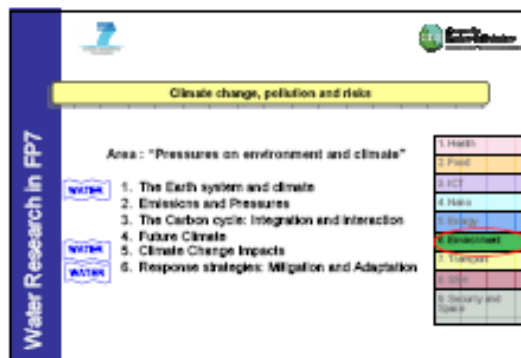 7
Climate change, pollution and risks
Water Research in FP7
Area : "Pressures on environment and climate"
WATER 1. The Earth system and climate
2. Emissions and Pressures
3. The Carbon cycle: Integration and interaction
4. Future Climate
WATER 5. Climate Change Impacts
WATER 6. Response strategies: Mitigation and Adaptation
1. Health
2. Food
3. ICT
4. Nano
5. Energy
6. Environment
7. Transport
9. Security and
Space